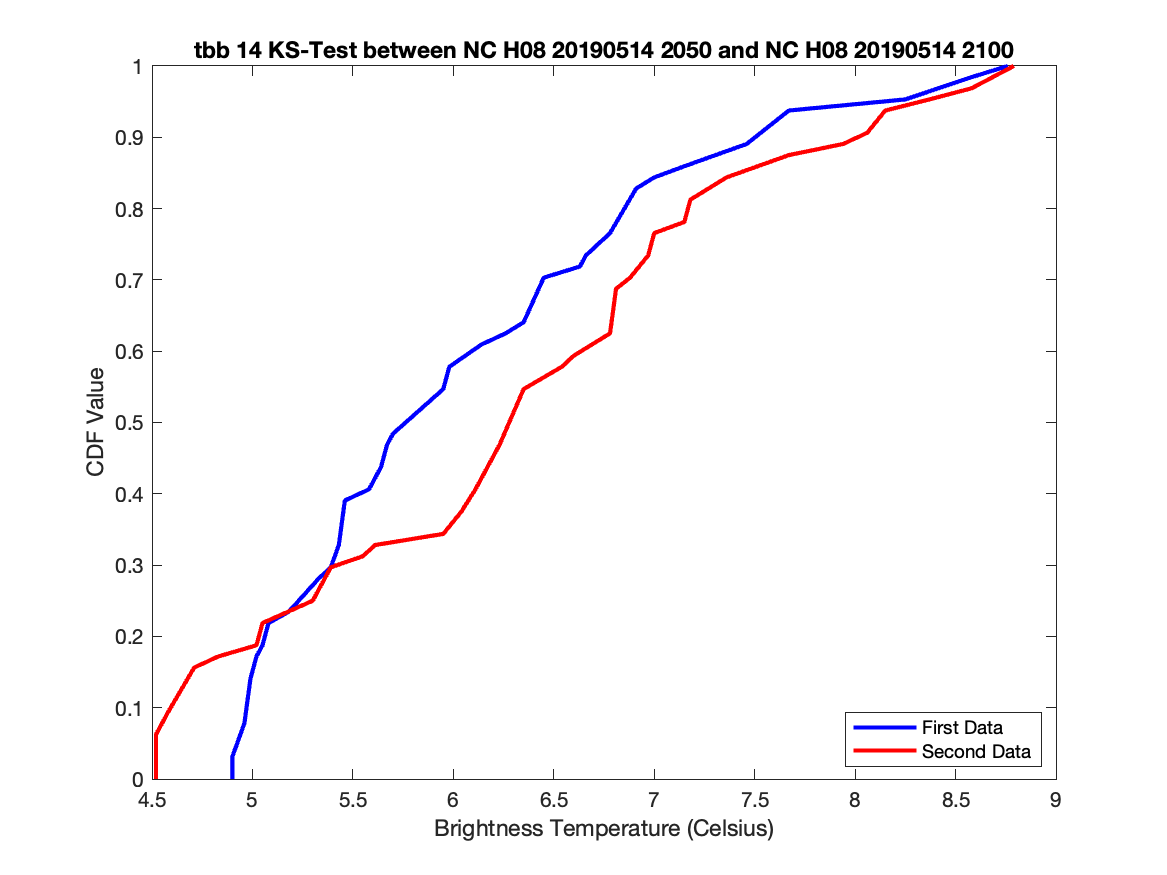 tbb 14 KS-Test between NC H08 20190514 2050 and NC H08 20190514 2100
1
0.9
0.8
0.7
0.6
0.5
0.4
0.3
0.2
0.1
0
CDF Value
First Data
Second Data
4.5 5 5.5 6 6.5 7 7.5 8 8.5 9
Brightness Temperature (Celsius)